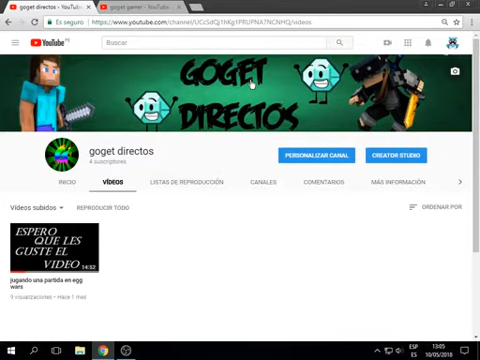 goget directos - YouT
goget gamer - YouTube
Es seguro
https://www.youtube.com/channel/UCcSdQj1hKg1PRUPNA7NCNHQ/videos
YouTube
Buscar
GOGET
DIRECTOS
goget directos
4 suscriptores
PERSONALIZAR CANAL
CREATOR STUDIO
INICIO
VÍDEOS
LISTAS DE REPRODUCCIÓN
CANALES
COMENTARIOS
MÁS INFORMACIÓN
Vídeos subidos
REPRODUCIR TODO
ORDENAR POR
ESPERO
QUE LES
GUSTE EL
VIDEO
14:52
jugando una partida en egg
wars
9 visualizaciones • Hace 1 mes
ESP
ES
13:05
10/05/2018